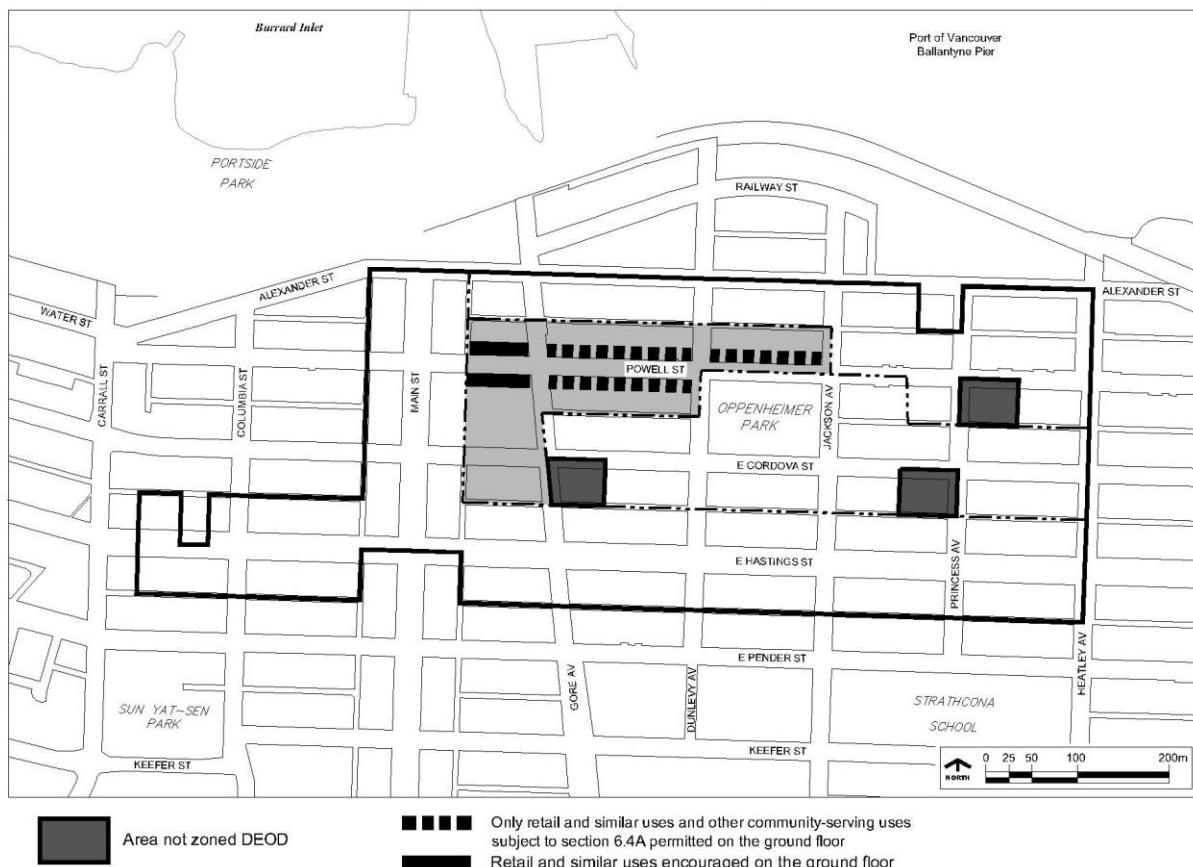 Burrard Inlet
Port of Vancouver
Ballantyne Pier
PORTSIDE
PARK
RAILWAY ST
ALEXANDER ST
ALEXANDER ST
WATER ST
CARRALL ST
COLUMBIA ST
MAIN ST
POWELL ST
OPPENHEIMER
PARK
JACKSON AV
E CORDOVA ST
E HASTINGS ST
PRINCESS AV
E PENDER ST
HEATLEY AV
GORE AV
DUNLEVY AV
SUN YAT-SEN
PARK
STRATHCONA
SCHOOL
KEEFER ST
KEEFER ST
NORTH
0 25 50 100 200m
Area not zoned DEOD
Only retail and similar uses and other community-serving uses
subject to section 6.4A permitted on the ground floor
Retail and similar uses encouraged on the ground floor